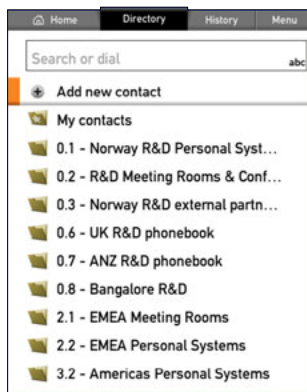 Home Directory History Menu
Search or dial abc
Add new contact
My contacts
0.1 - Norway R&D Personal Syst...
0.2 - R&D Meeting Rooms & Conf...
0.3 - Norway R&D external partn...
0.6 - UK R&D phonebook
0.7 - ANZ R&D phonebook
0.8 - Bangalore R&D
2.1 - EMEA Meeting Rooms
2.2 - EMEA Personal Systems
3.2 - Americas Personal Systems